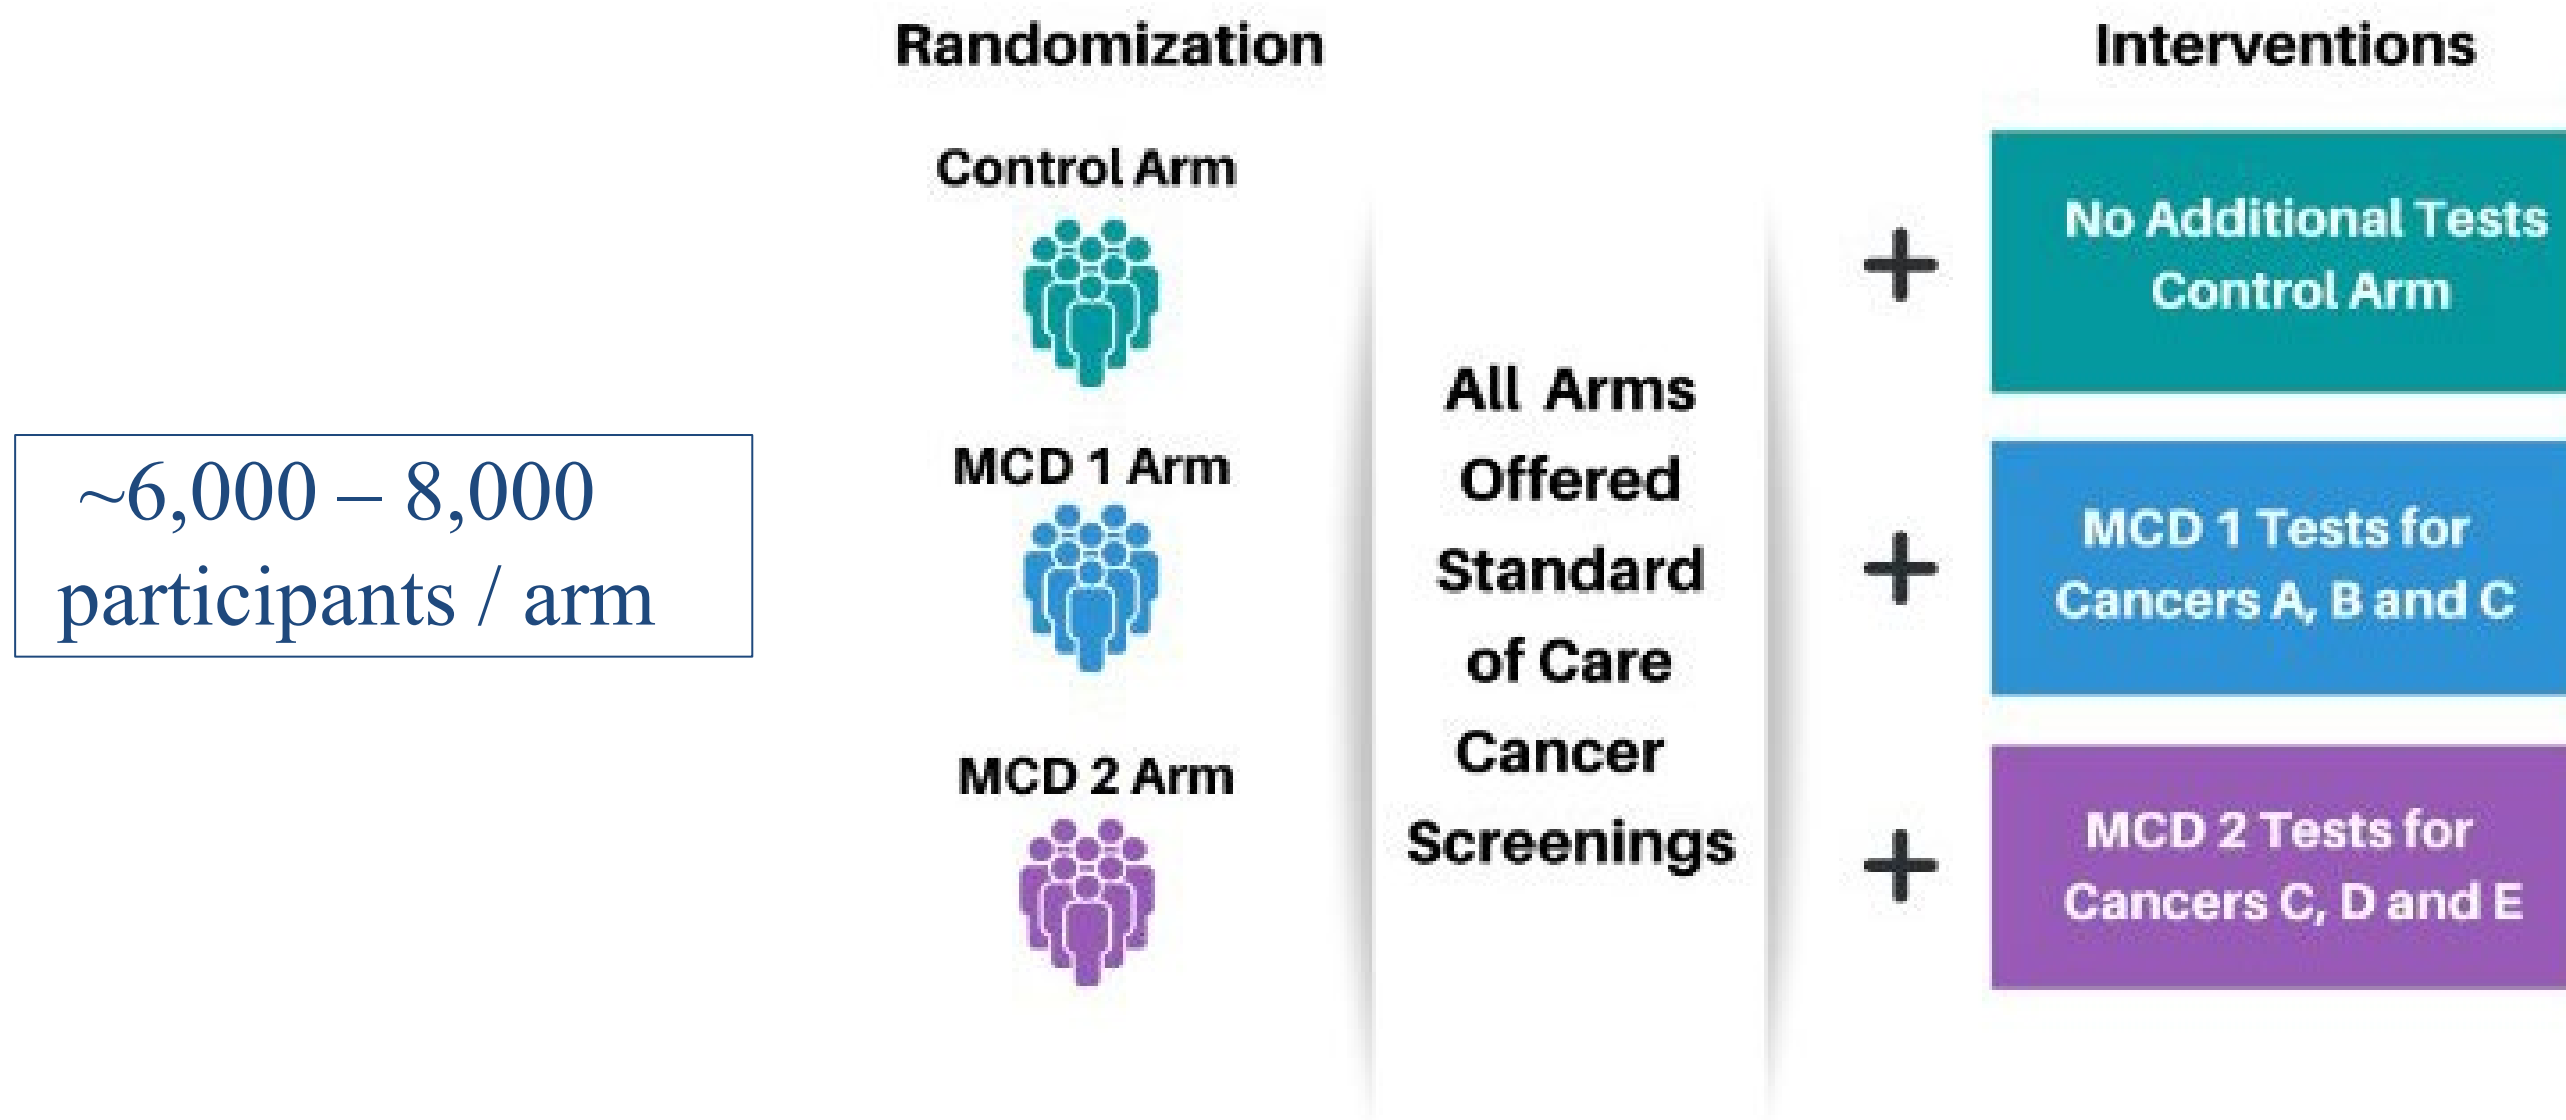 Randomization
Interventions
Control Arm
MCD 1 Arm
MCD 2 Arm
~6,000 – 8,000
participants / arm
All Arms
Offered
Standard
of Care
Cancer
Screenings
+
No Additional Tests
Control Arm
+
MCD 1 Tests for
Cancers A, B and C
+
MCD 2 Tests for
Cancers C, D and E